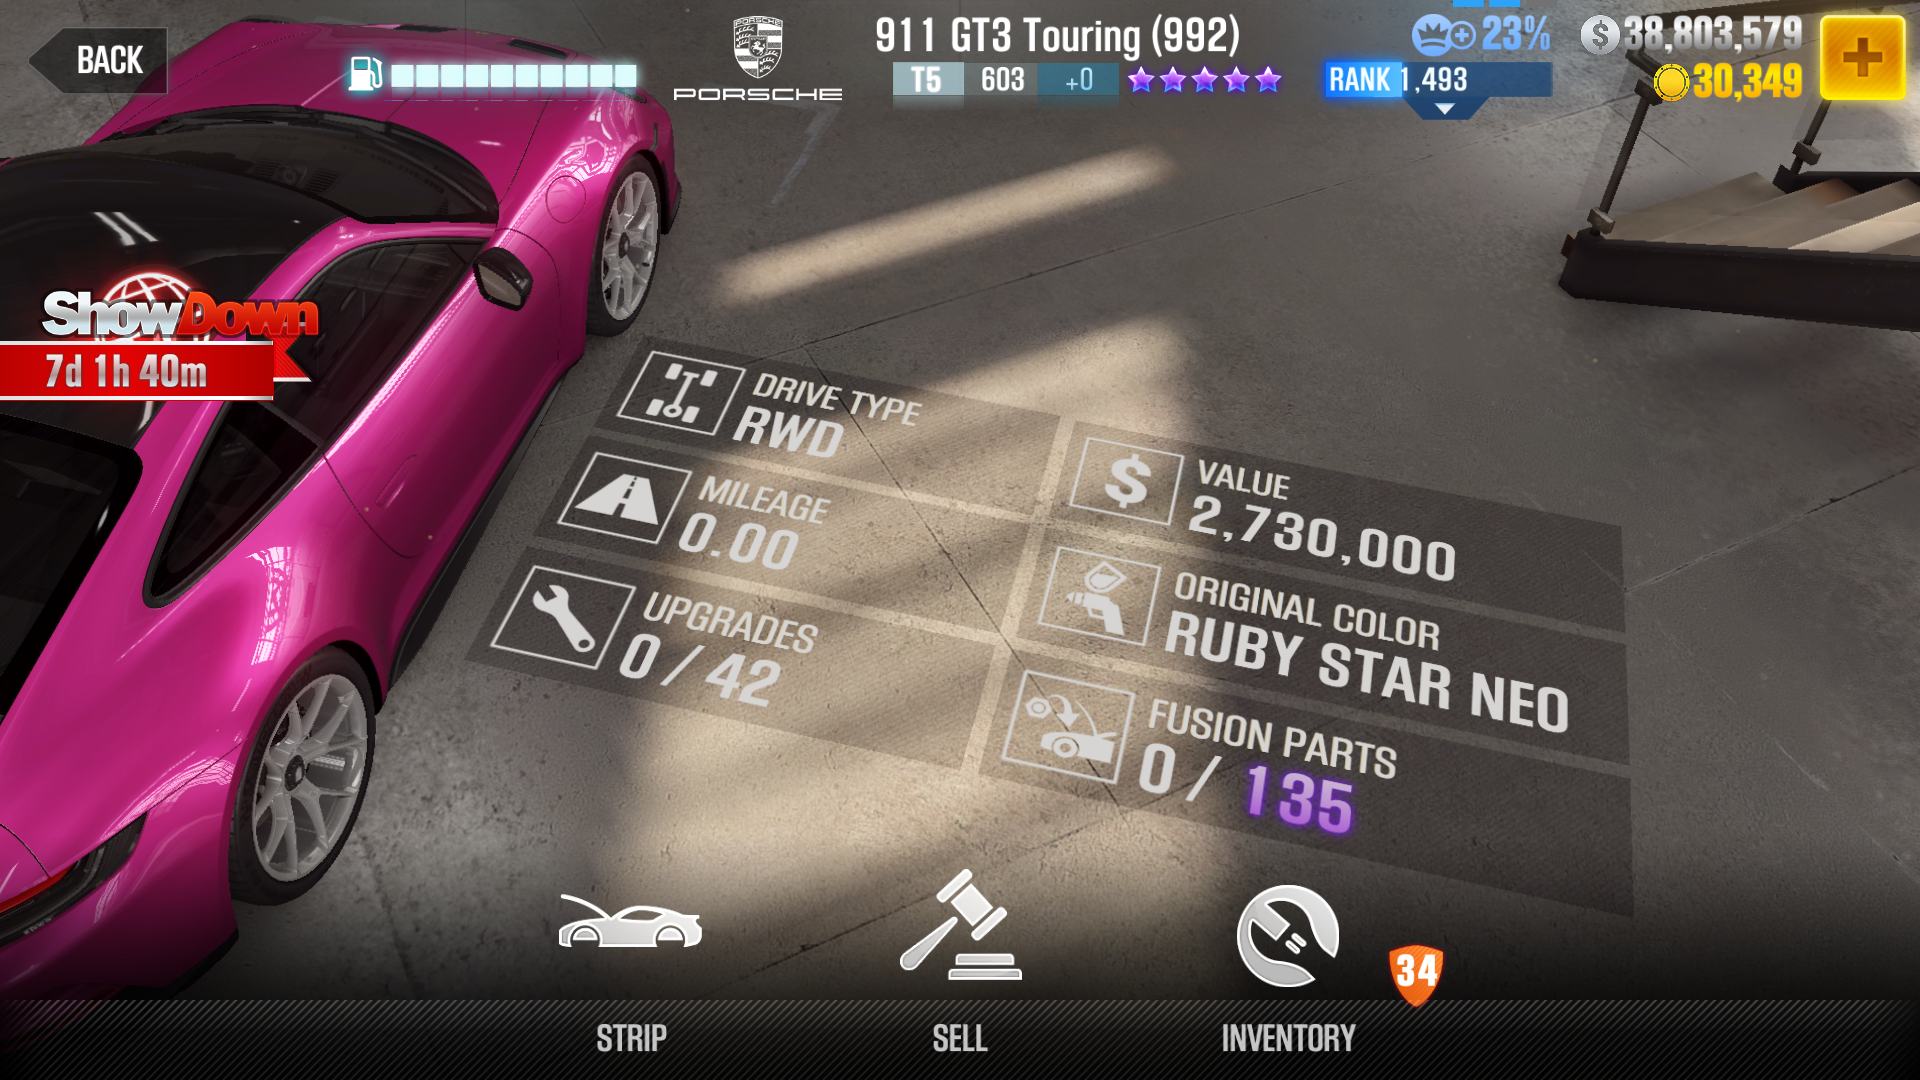 BACK
PORSCHE
PORSCHE
911 GT3 Touring (992)
T5 603 +0
23%
38,803,579
RANK 1,493
30,349
ShowDown
7d 1h 40m
DRIVE TYPE
RWD
MILEAGE
0.00
UPGRADES
0 / 42
VALUE
2,730,000
ORIGINAL COLOR
RUBY STAR NEO
FUSION PARTS
0 / 135
34
STRIP
SELL
INVENTORY